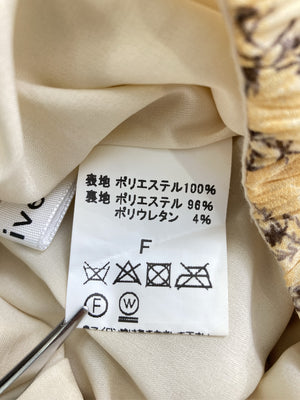 表地 ポリエステル100%
裏地 ポリエステル 96%
ポリウレタン 4%
F
F W
ive